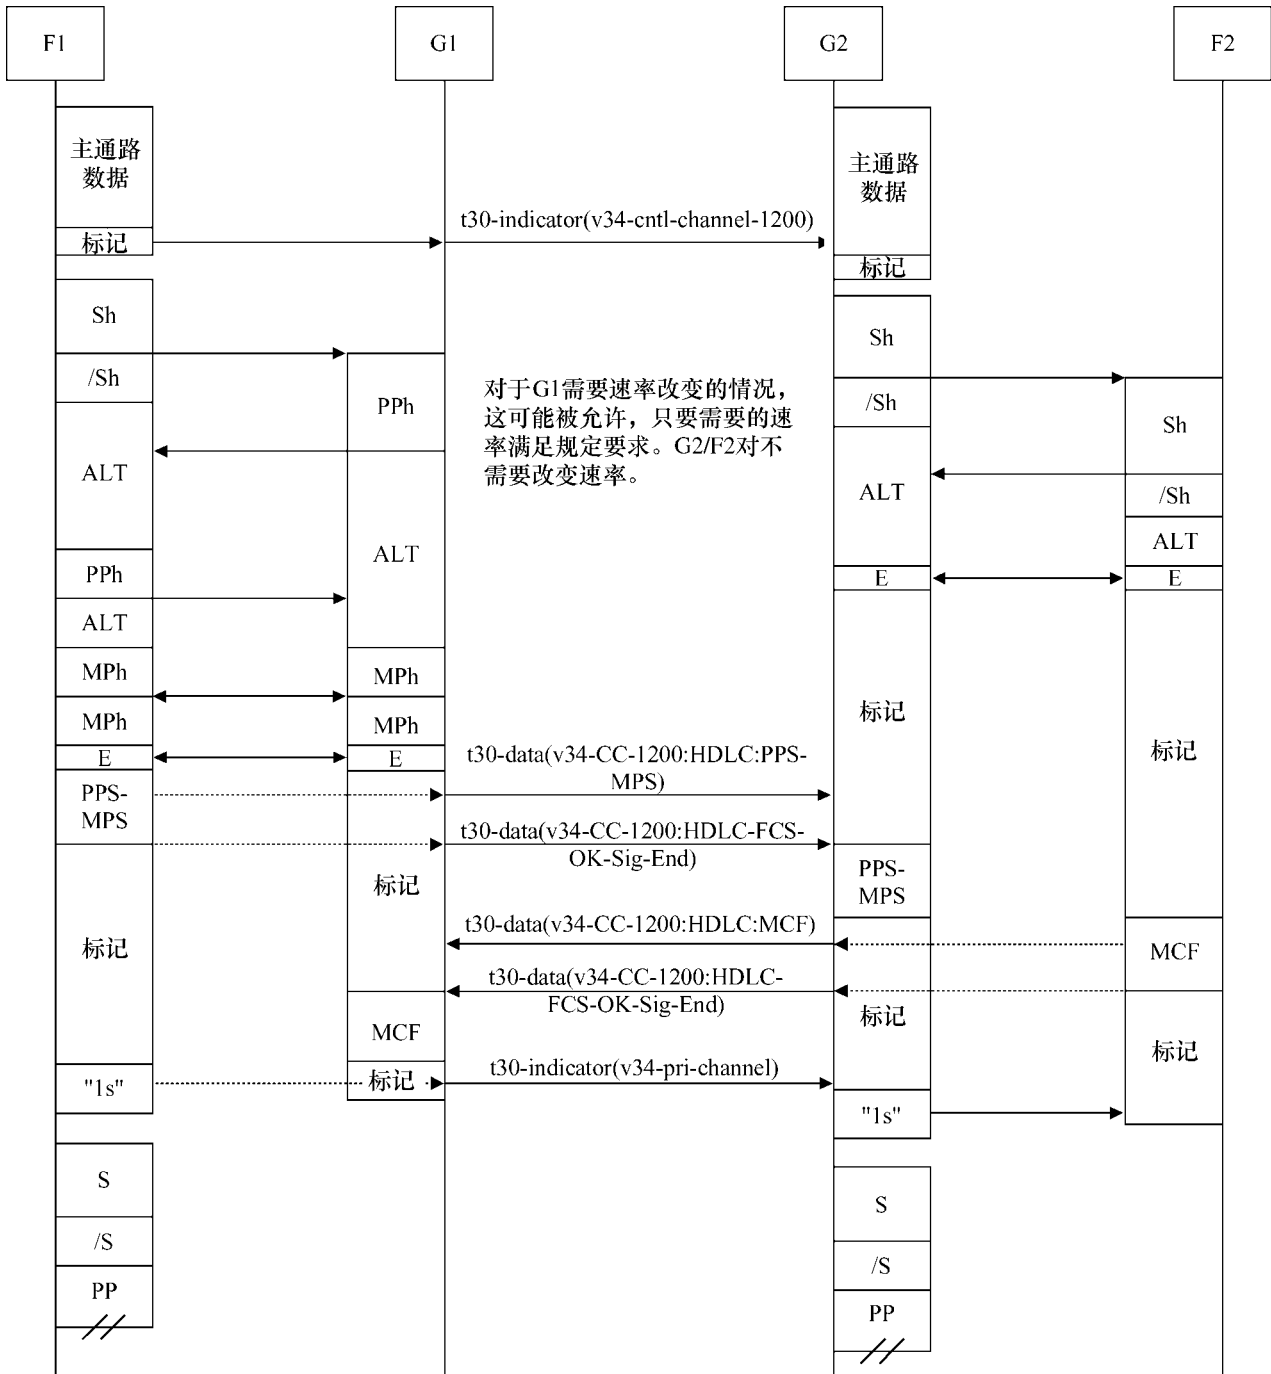 F1
G1
G2
F2
主通路
数据
主通路
数据
t30-indicator(v34-cntl-channel-1200)
标记
标记
Sh
Sh
/Sh
PPh
对于G1需要速率改变的情况，
这可能被允许，只要需要的速
率满足规定要求。G2/F2对不
需要改变速率。
/Sh
Sh
ALT
ALT
/Sh
ALT
ALT
PPh
E
E
ALT
MPh
MPh
MPh
MPh
标记
标记
E
E
t30-data(v34-CC-1200:HDLC:PPS-
MPS)
PPS-
MPS
t30-data(v34-CC-1200:HDLC-FCS-
OK-Sig-End)
标记
PPS-
MPS
t30-data(v34-CC-1200:HDLC:MCF)
标记
MCF
t30-data(v34-CC-1200:HDLC-
FCS-OK-Sig-End)
标记
MCF
标记
t30-indicator(v34-pri-channel)
"1s"
标记
"1s"
S
S
/S
/S
PP
PP